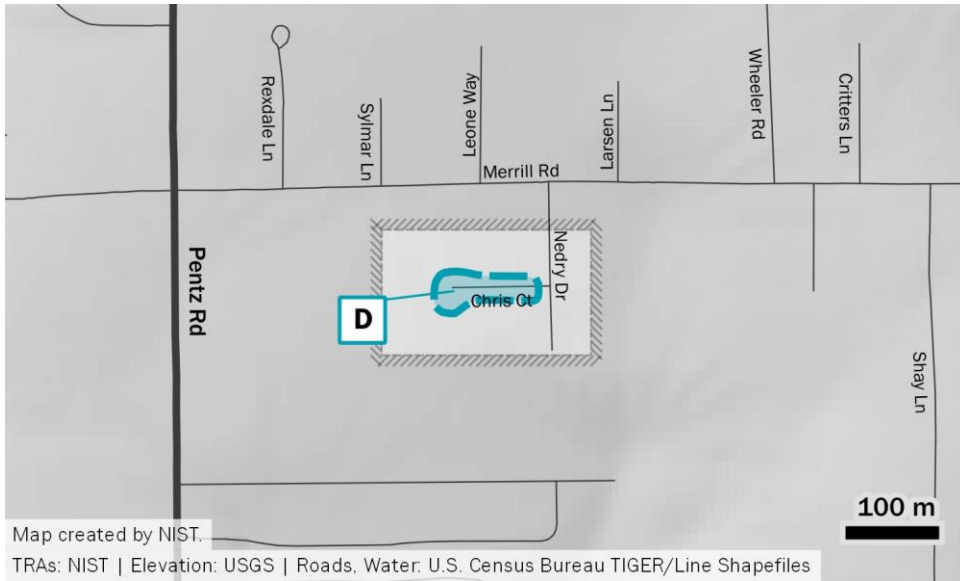 Rexdale Ln
Sylmar Ln
Leone Way
Larsen Ln
Wheeler Rd
Critters Ln
Merrill Rd
Pentz Rd
Nedry Dr
Chris Ct
D
Shay Ln
100 m
Map created by NIST.
TRAs: NIST | Elevation: USGS | Roads, Water: U.S. Census Bureau TIGER/Line Shapefiles